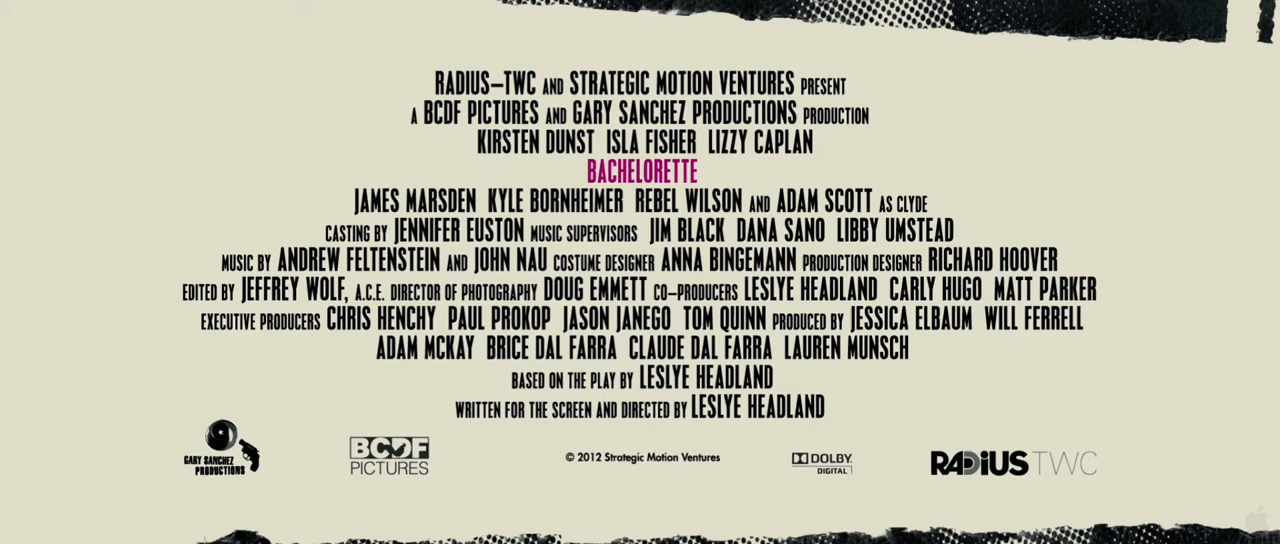 RADIUS–TWC AND STRATEGIC MOTION VENTURES PRESENT
A BCDF PICTURES AND GARY SANCHEZ PRODUCTIONS PRODUCTION
KIRSTEN DUNST ISLA FISHER LIZZY CAPLAN
BACHELORETTE
JAMES MARSDEN KYLE BORNHEIMER REBEL WILSON AND ADAM SCOTT AS CLYDE
CASTING BY JENNIFER EUSTON MUSIC SUPERVISORS JIM BLACK DANA SANO LIBBY UMSTEAD
MUSIC BY ANDREW FELTENSTEIN AND JOHN NAU COSTUME DESIGNER ANNA BINGEMANN PRODUCTION DESIGNER RICHARD HOOVER
EDITED BY JEFFREY WOLF, A.C.E. DIRECTOR OF PHOTOGRAPHY DOUG EMMETT CO–PRODUCERS LESLYE HEADLAND CARLY HUGO MATT PARKER
EXECUTIVE PRODUCERS CHRIS HENCHY PAUL PROKOP JASON JANEGO TOM QUINN PRODUCED BY JESSICA ELBAUM WILL FERRELL
ADAM MCKAY BRICE DAL FARRA CLAUDE DAL FARRA LAUREN MUNSCH
BASED ON THE PLAY BY LESLYE HEADLAND
WRITTEN FOR THE SCREEN AND DIRECTED BY LESLYE HEADLAND
GARY SANCHEZ
PRODUCTIONS
BCDF
PICTURES
© 2012 Strategic Motion Ventures
DOLBY.
DIGITAL
RADiUS TWC